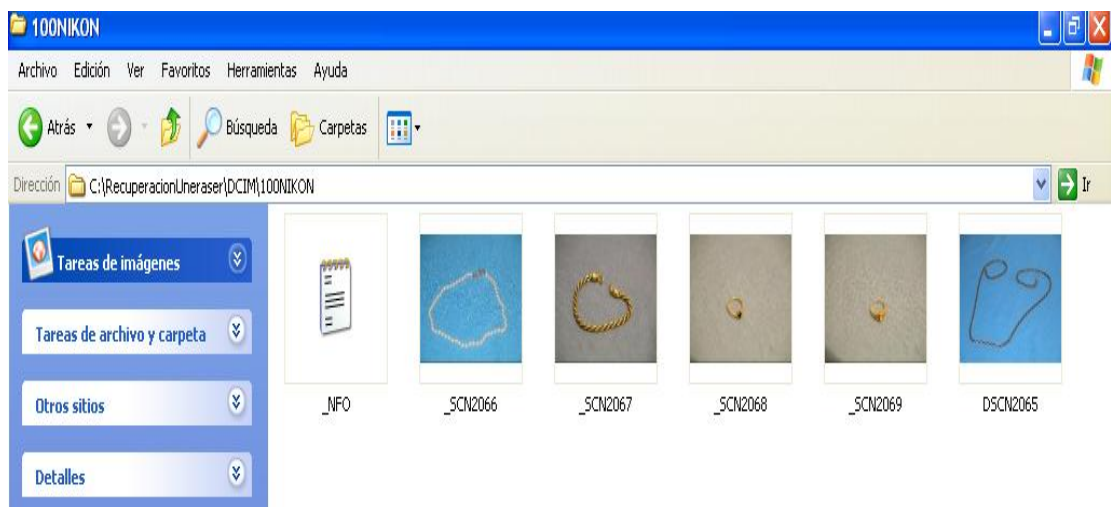 100NIKON
Archivo Edición Ver Favoritos Herramientas Ayuda
Atrás Búsqueda Carpetas
Dirección C:\RecuperacionUneraser\DCIM\100NIKON Ir
Tareas de imágenes
Tareas de archivo y carpeta
Otros sitios
Detalles
_NFO _SCN2066 _SCN2067 _SCN2068 _SCN2069 DSCN2065